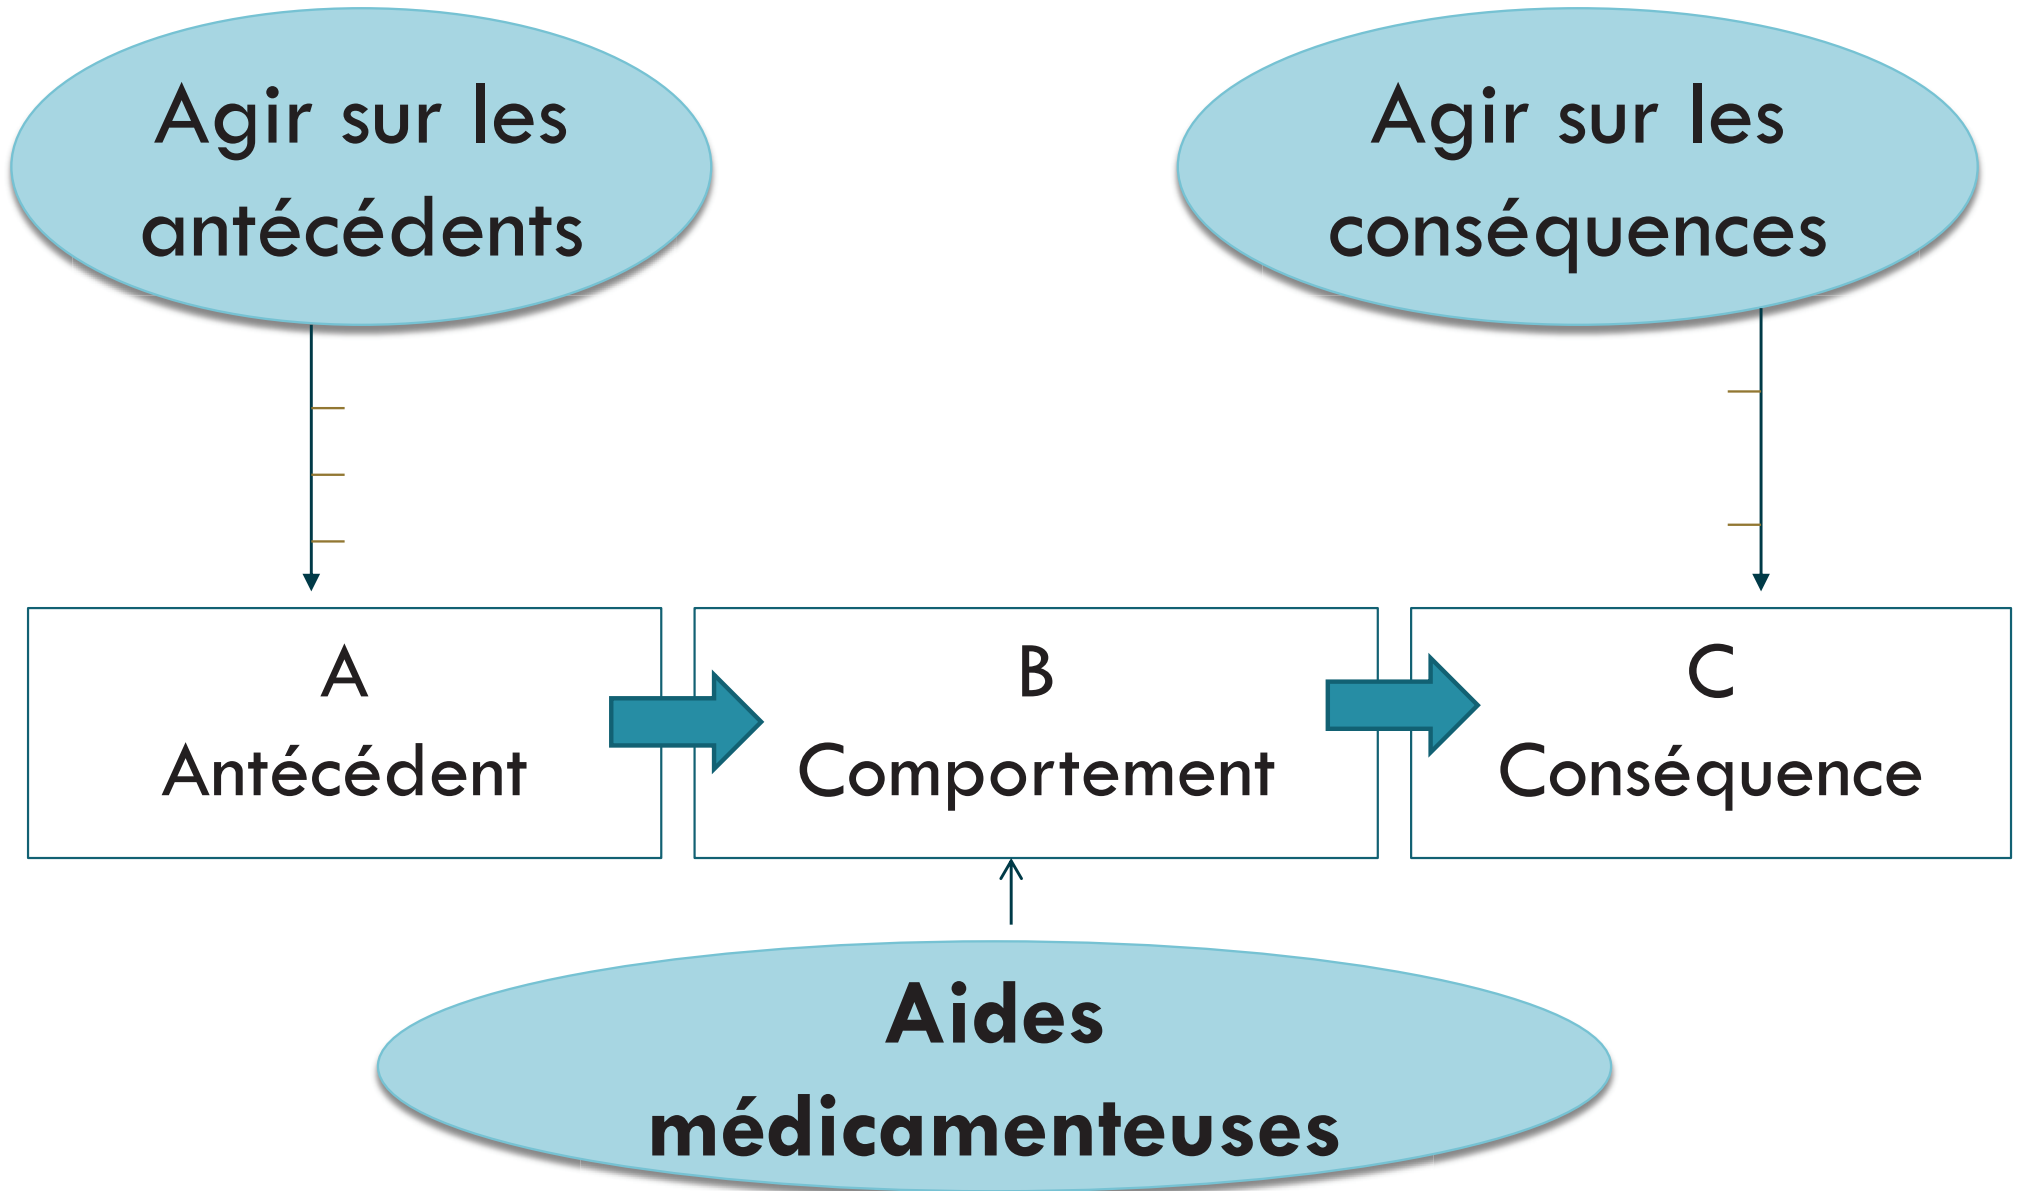 Agir sur les
antécédents
Agir sur les
conséquences
A
Antécédent
B
Comportement
C
Conséquence
Aides
médicamenteuses